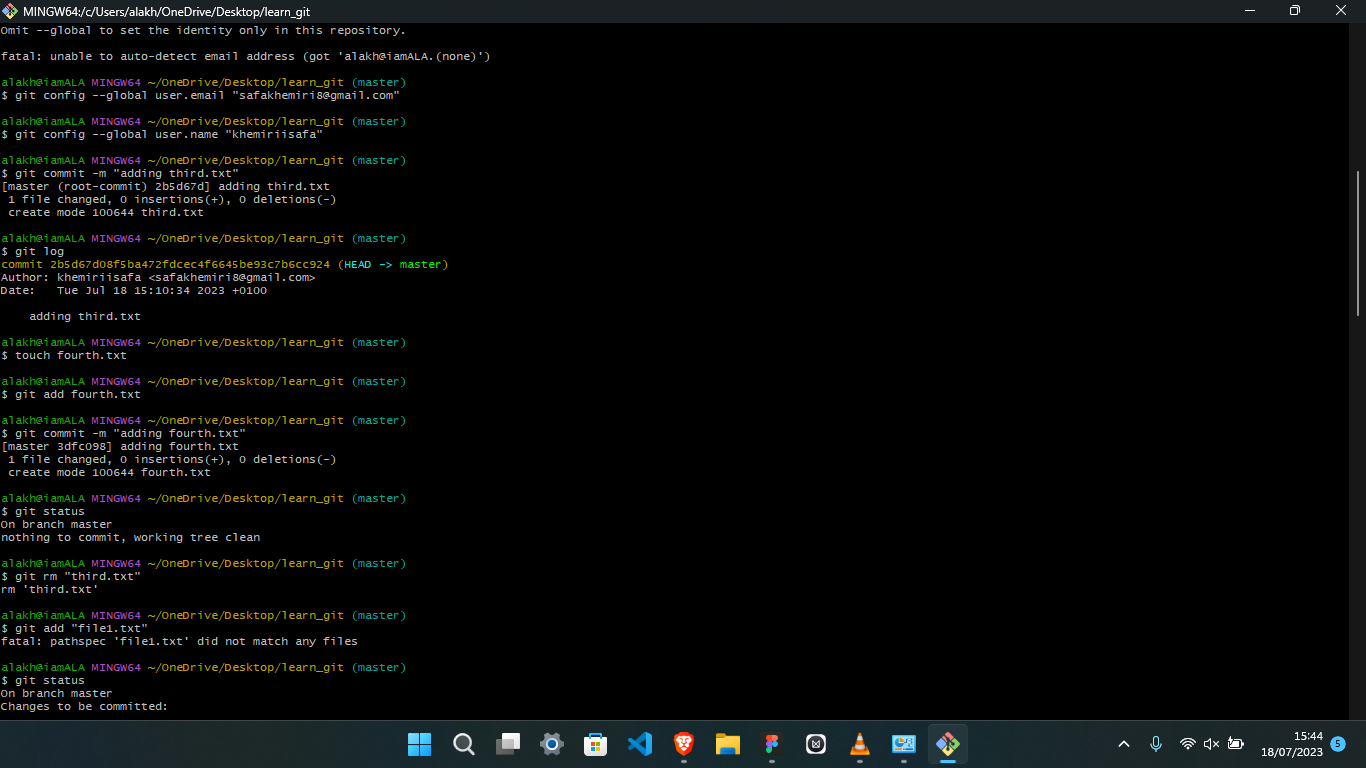 MINGW64:/c/Users/alakh/OneDrive/Desktop/learn_git
Omit --global to set the identity only in this repository.
fatal: unable to auto-detect email address (got 'alakh@iamALA.(none)')
alakh@iamALA MINGW64 ~/OneDrive/Desktop/learn_git (master)
$ git config --global user.email "safakhemiri8@gmail.com"
alakh@iamALA MINGW64 ~/OneDrive/Desktop/learn_git (master)
$ git config --global user.name "khemiriisafa"
alakh@iamALA MINGW64 ~/OneDrive/Desktop/learn_git (master)
$ git commit -m "adding third.txt"
[master (root-commit) 2b5d67d] adding third.txt
 1 file changed, 0 insertions(+), 0 deletions(-)
 create mode 100644 third.txt
alakh@iamALA MINGW64 ~/OneDrive/Desktop/learn_git (master)
$ git log
commit 2b5d67d08f5ba472fdcec4f6645be93c7b6cc924 (HEAD -> master)
Author: khemiriisafa <safakhemiri8@gmail.com>
Date:   Tue Jul 18 15:10:34 2023 +0100
    adding third.txt
alakh@iamALA MINGW64 ~/OneDrive/Desktop/learn_git (master)
$ touch fourth.txt
alakh@iamALA MINGW64 ~/OneDrive/Desktop/learn_git (master)
$ git add fourth.txt
alakh@iamALA MINGW64 ~/OneDrive/Desktop/learn_git (master)
$ git commit -m "adding fourth.txt"
[master 3dfc098] adding fourth.txt
 1 file changed, 0 insertions(+), 0 deletions(-)
 create mode 100644 fourth.txt
alakh@iamALA MINGW64 ~/OneDrive/Desktop/learn_git (master)
$ git status
On branch master
nothing to commit, working tree clean
alakh@iamALA MINGW64 ~/OneDrive/Desktop/learn_git (master)
$ git rm "third.txt"
rm 'third.txt'
alakh@iamALA MINGW64 ~/OneDrive/Desktop/learn_git (master)
$ git add "file1.txt"
fatal: pathspec 'file1.txt' did not match any files
alakh@iamALA MINGW64 ~/OneDrive/Desktop/learn_git (master)
$ git status
On branch master
Changes to be committed:
15:44
18/07/2023
5